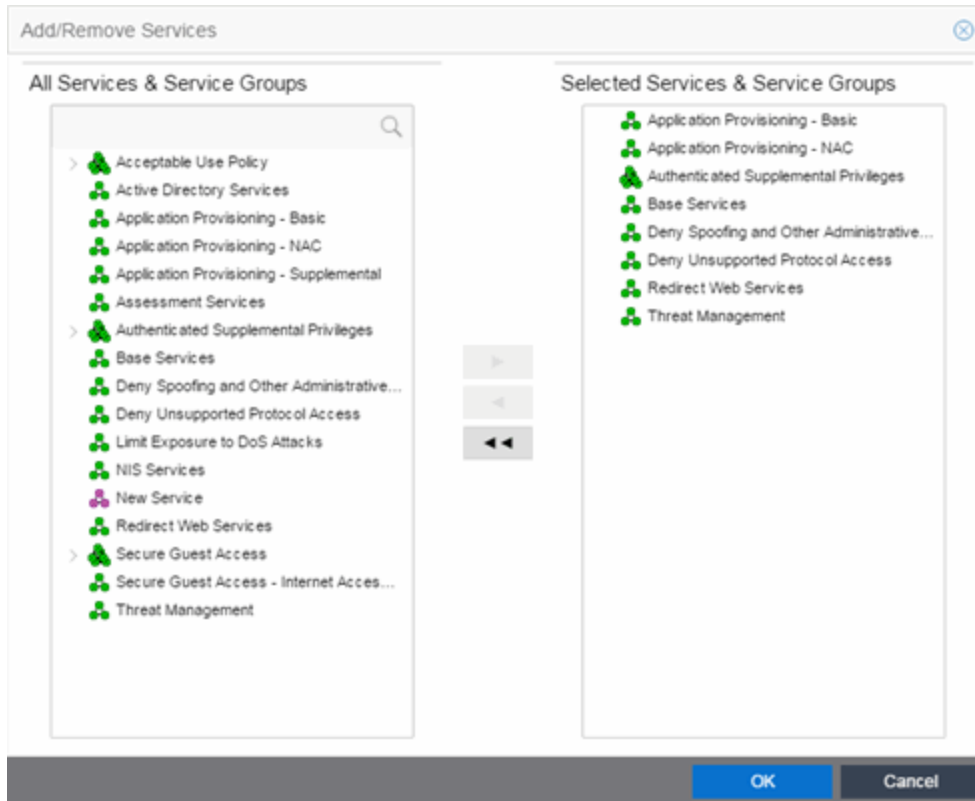 Add/Remove Services
All Services & Service Groups
Acceptable Use Policy
Active Directory Services
Application Provisioning - Basic
Application Provisioning - NAC
Application Provisioning - Supplemental
Assessment Services
Authenticated Supplemental Privileges
Base Services
Deny Spoofing and Other Administrative...
Deny Unsupported Protocol Access
Limit Exposure to DoS Attacks
NIS Services
New Service
Redirect Web Services
Secure Guest Access
Secure Guest Access - Internet Acces...
Threat Management
Selected Services & Service Groups
Application Provisioning - Basic
Application Provisioning - NAC
Authenticated Supplemental Privileges
Base Services
Deny Spoofing and Other Administrative...
Deny Unsupported Protocol Access
Redirect Web Services
Threat Management
OK
Cancel